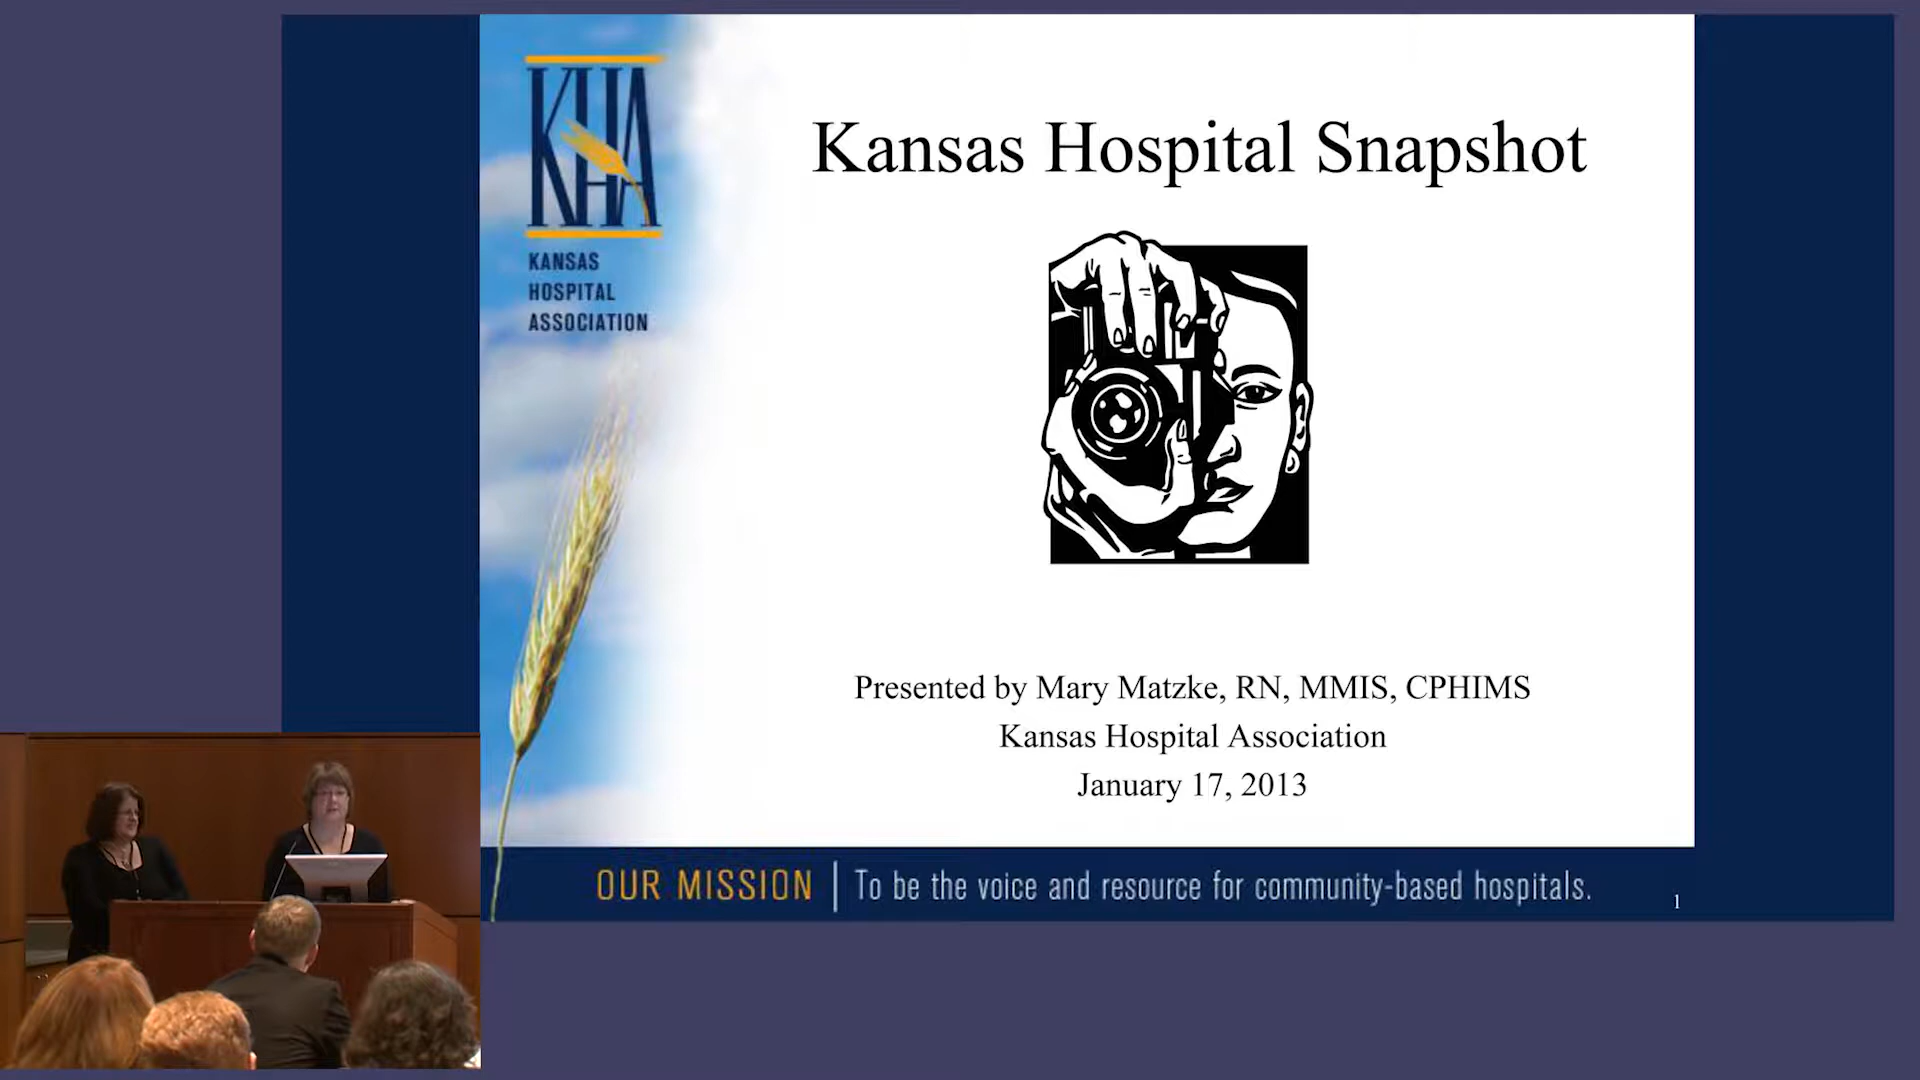 KHA
KANSAS
HOSPITAL
ASSOCIATION
Kansas Hospital Snapshot
Presented by Mary Matzke, RN, MMIS, CPHIMS
Kansas Hospital Association
January 17, 2013
OUR MISSION | To be the voice and resource for community-based hospitals.
1